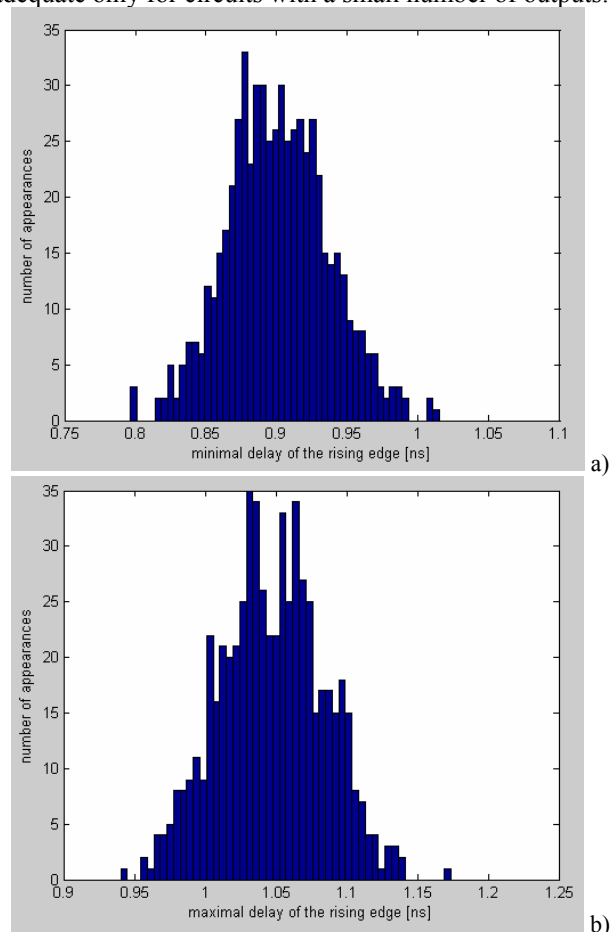 adequate only for circuits with a small number of outputs.
35
30
25
20
15
10
5
0
number of appearances
0.75 0.8 0.85 0.9 0.95 1 1.05 1.1
minimal delay of the rising edge [ns]
a)
35
30
25
20
15
10
5
0
number of appearances
0.9 0.95 1 1.05 1.1 1.15 1.2 1.25
maximal delay of the rising edge [ns]
b)